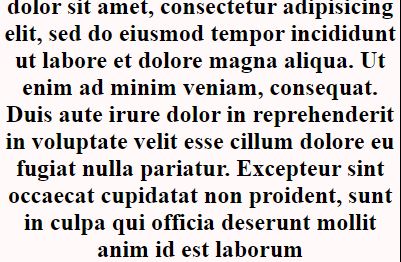 dolor sit amet, consectetur adipisicing
elit, sed do eiusmod tempor incididunt
ut labore et dolore magna aliqua. Ut
enim ad minim veniam, consequat.
Duis aute irure dolor in reprehenderit
in voluptate velit esse cillum dolore eu
fugiat nulla pariatur. Excepteur sint
occaecat cupidatat non proident, sunt
in culpa qui officia deserunt mollit
anim id est laborum